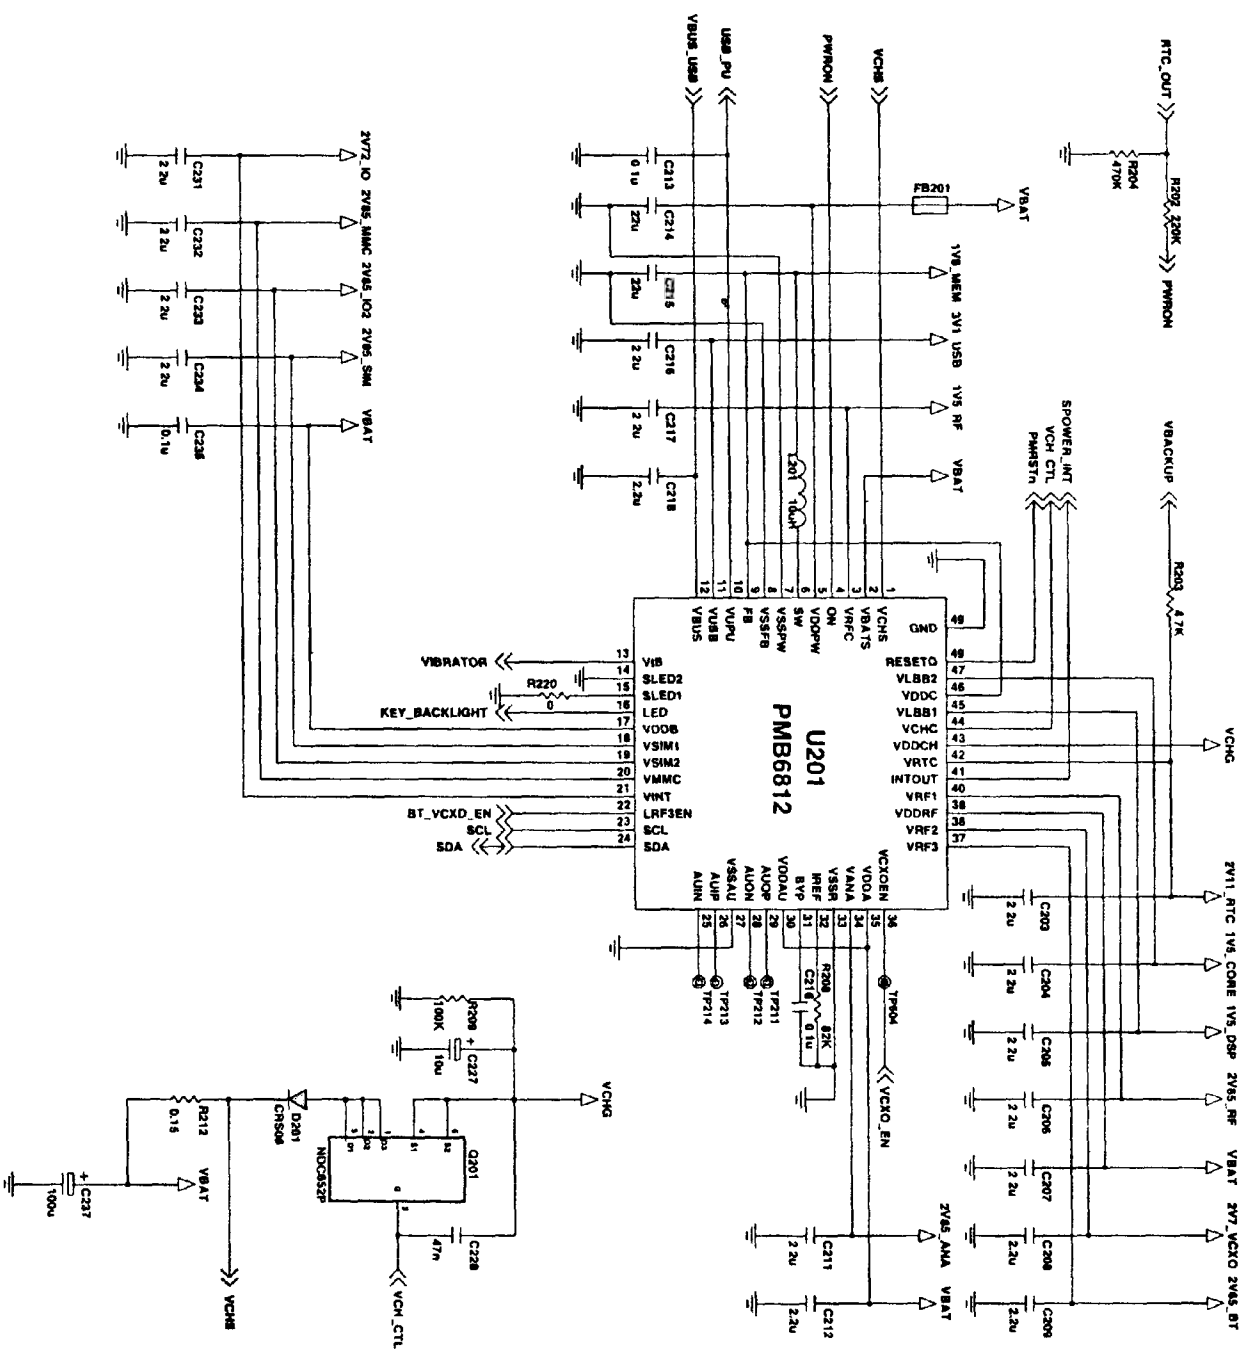 VBUS_USB
USB_PU
PWRON
VCHS
RTC_OUT
R204
470K
R202 220K
PWRON
2V72_IO
2V85_MMC
2V85_IO2
2V85_SIM
VBAT
C231
2 2u
C232
2 2u
C233
2 2u
C234
2 2u
C235
0.1u
C213
0 1u
C214
22u
C215
22u
C216
2 2u
C217
2 2u
C218
2.2u
FB201
VBAT
1V8_MEM
3V1 USB
1V5_RF
VBAT
L201 10uH
SPOWER_INT
VCH CTL
PMRSTn
VBACKUP
R203 4 7K
12 11 10 9 8 7 6 5 4 3 2 1
VBUS
VUSB
VUPU
FB
VSSFB
VSSPW
SW
VDDPW
ON
VRFC
VBATS
VCHS
49 GND
48 RESETQ
47 VLBB2
46 VDDC
45 VLBB1
44 VCHC
43 VDDCH
42 VRTC
41 INTOUT
40 VRF1
39 VDDRF
38 VRF2
37 VRF3
U201
PMB6812
VIBRATOR 13 VIB
14 SLED2
R220
0
15 SLED1
KEY_BACKLIGHT 16 LED
17 VDDB
18 VSIM1
19 VSIM2
20 VMMC
21 VINT
BT_VCXO_EN 22 LRF3EN
SCL 23 SCL
SDA 24 SDA
AUIN
AUIP
VSSAU
AUON
AUOP
VDDAU
BYP
IREF
VSSR
VANA
VDDA
VCXOEN
25 26 27 28 29 30 31 32 33 34 35 36
TP214
TP213
TP212
TP211
R208 82K
0.1u
TP604
VCXO_EN
VCHG
2V11_RTC
1V5_CORE
1V5_DSP
2V85_RF
VBAT
2V7_VCXO
2V65_BT
C203
2 2u
C204
2 2u
C205
2 2u
C206
2 2u
C207
2 2u
C208
2.2u
C209
2.2u
2V85_ANA
VBAT
C211
2 2u
C212
2.2u
R209
100K
C227
10u
VCHG
R212
0.15
D201
CRS06
Q201
NDC652P
D1
D2
D3
S1
S2
G
C228
47n
VCH_CTL
VCHS
VBAT
C237
100u